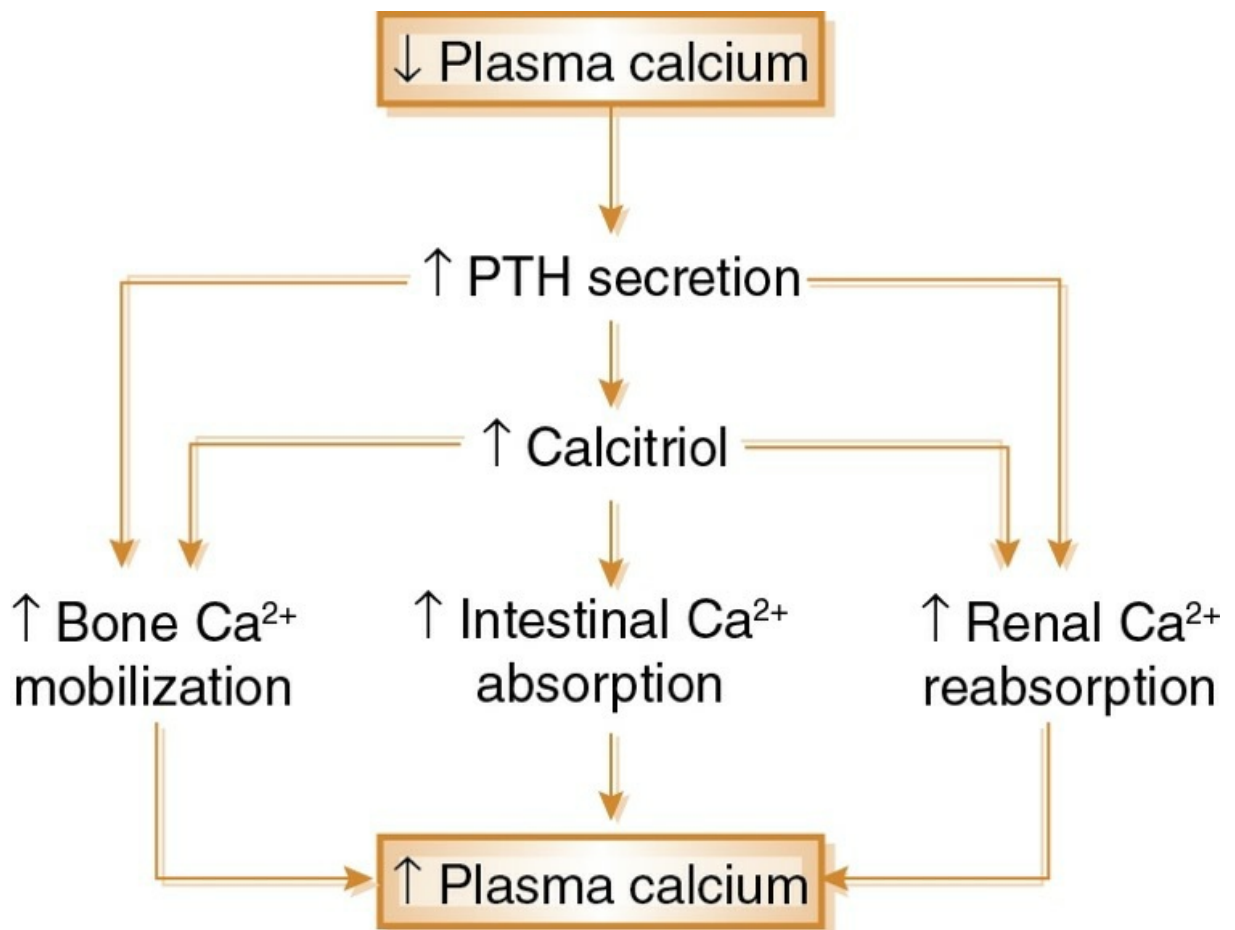 ↓ Plasma calcium
↑ PTH secretion
↑ Calcitriol
↑ Bone Ca²⁺
mobilization
↑ Intestinal Ca²⁺
absorption
↑ Renal Ca²⁺
reabsorption
↑ Plasma calcium